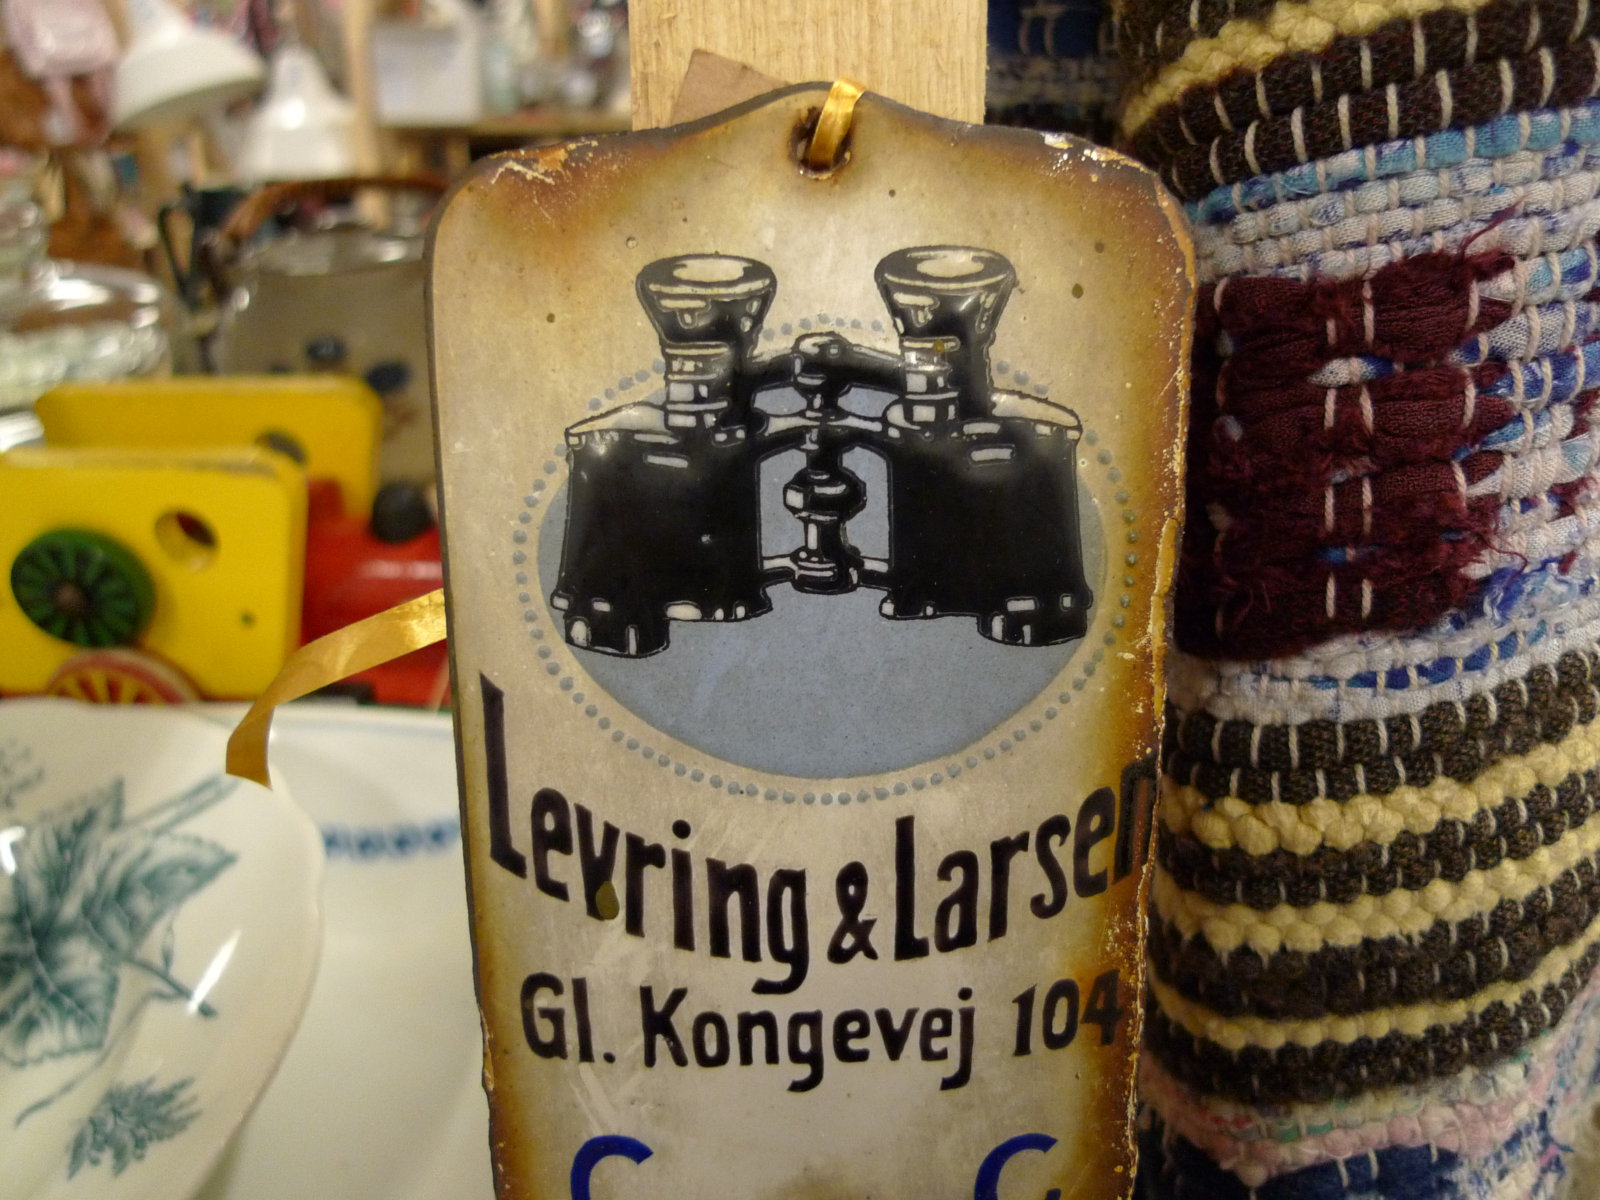 Levring & Larsen
Gl. Kongevej 104
C C